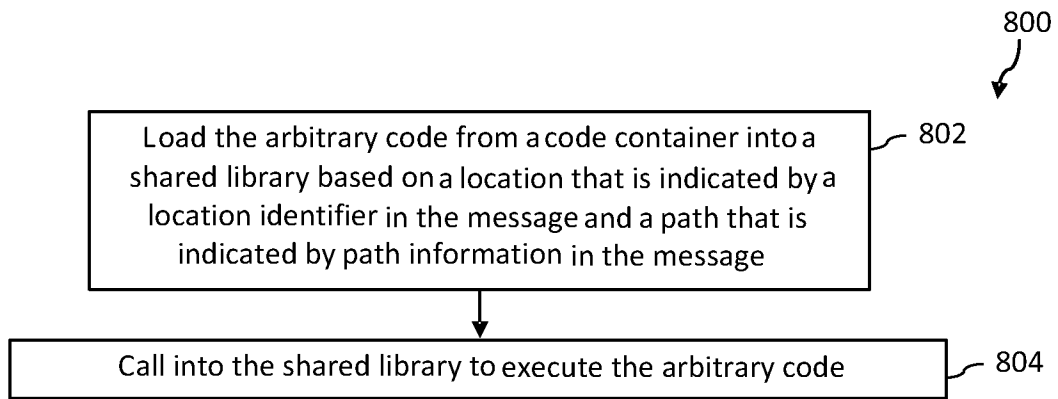 800
Load the arbitrary code from a code container into a
802
shared library based on a location that is indicated by a
location identifier in the message and a path that is
indicated by path information in the message
Call into the shared library to execute the arbitrary code
804